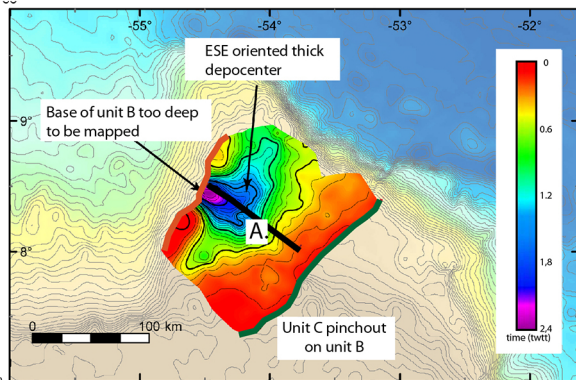 -55°
-54°
-53°
-52°
ESE oriented thick
depocenter
Base of unit B too deep
to be mapped
9°
8°
A.
0
100 km
Unit C pinchout
on unit B
0
0.6
1.2
1,8
2,4
time (twtt)